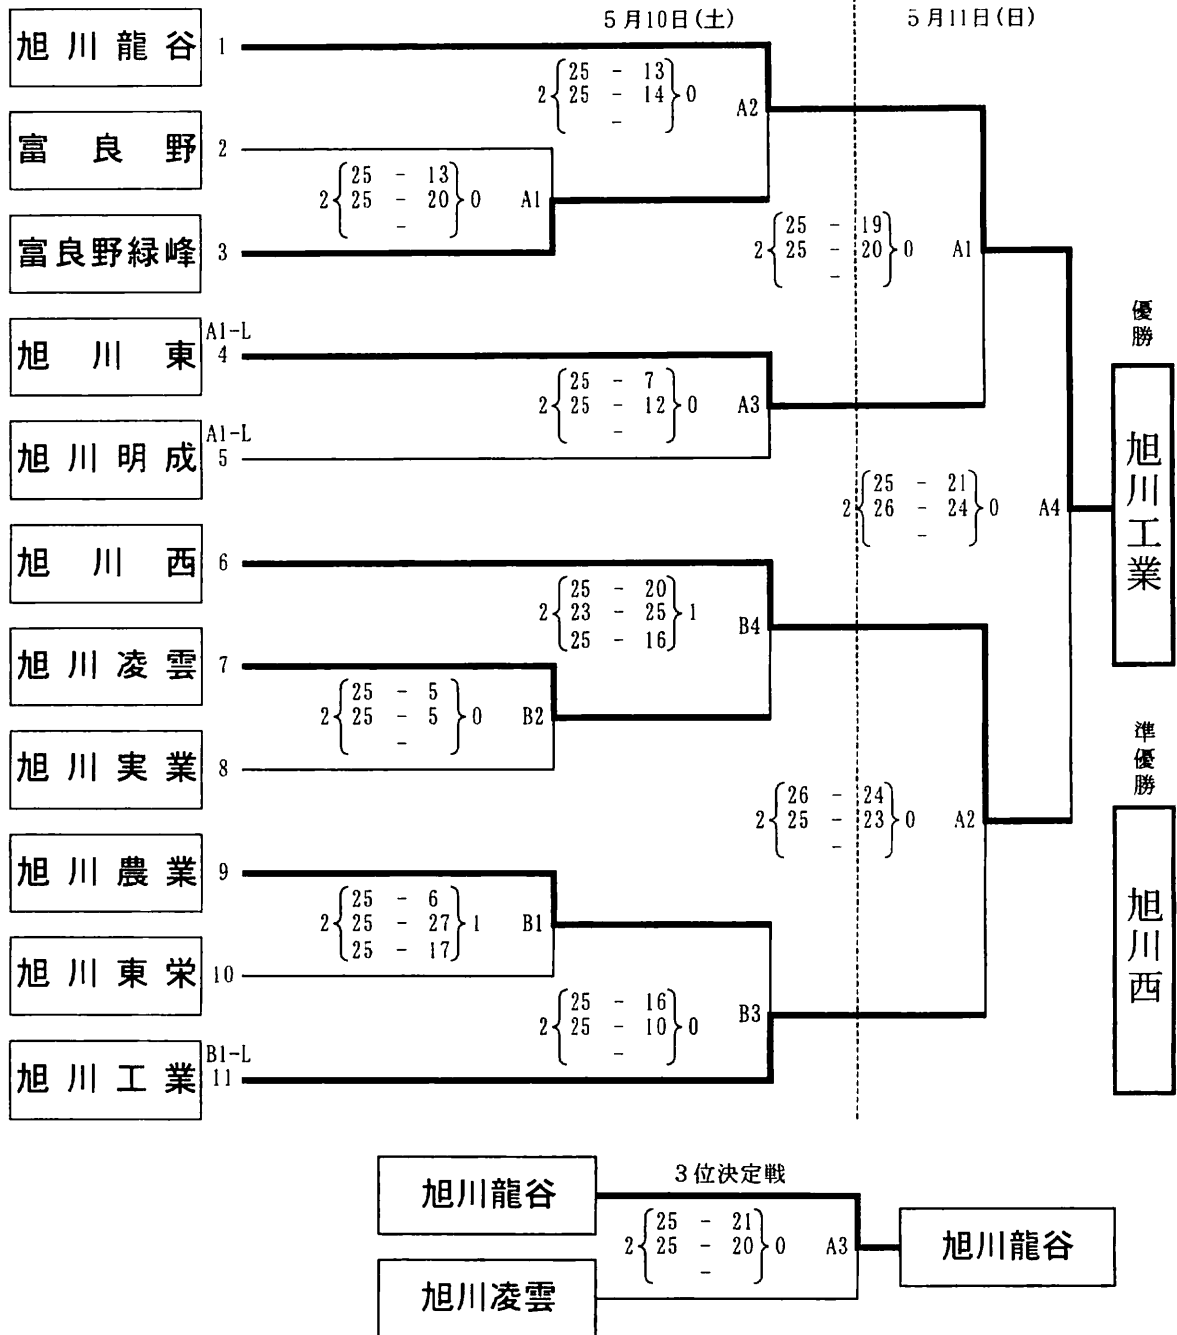 5月10日(土)
5月11日(日)
旭川龍谷 1
2 25 - 13 0
25 - 14
-
A2
富良野 2
2 25 - 13 0
25 - 20
-
A1
富良野緑峰 3
2 25 - 19 0
25 - 20
-
A1
旭川東 A1-L
4
2 25 - 7 0
25 - 12
-
A3
旭川明成 A1-L
5
2 25 - 21 0
26 - 24
-
A4
優勝
旭川工業
旭川西 6
2 25 - 20 1
23 - 25
25 - 16
B4
旭川凌雲 7
2 25 - 5 0
25 - 5
-
B2
旭川実業 8
2 26 - 24 0
25 - 23
-
A2
準優勝
旭川西
旭川農業 9
2 25 - 6 1
25 - 27
25 - 17
B1
旭川東栄 10
2 25 - 16 0
25 - 10
-
B3
旭川工業 B1-L
11
3位決定戦
旭川龍谷
2 25 - 21 0
25 - 20
-
A3
旭川龍谷
旭川凌雲